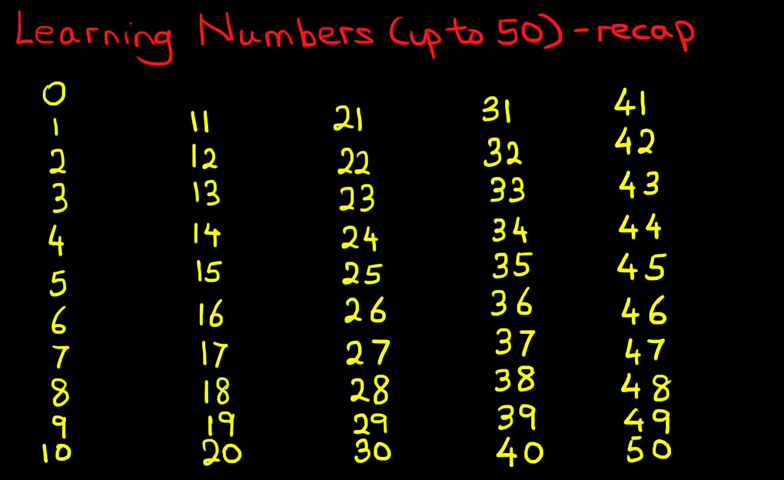 Learning Numbers (up to 50) - recap
0
1 11 21 31 41
2 12 22 32 42
3 13 23 33 43
4 14 24 34 44
5 15 25 35 45
6 16 26 36 46
7 17 27 37 47
8 18 28 38 48
9 19 29 39 49
10 20 30 40 50